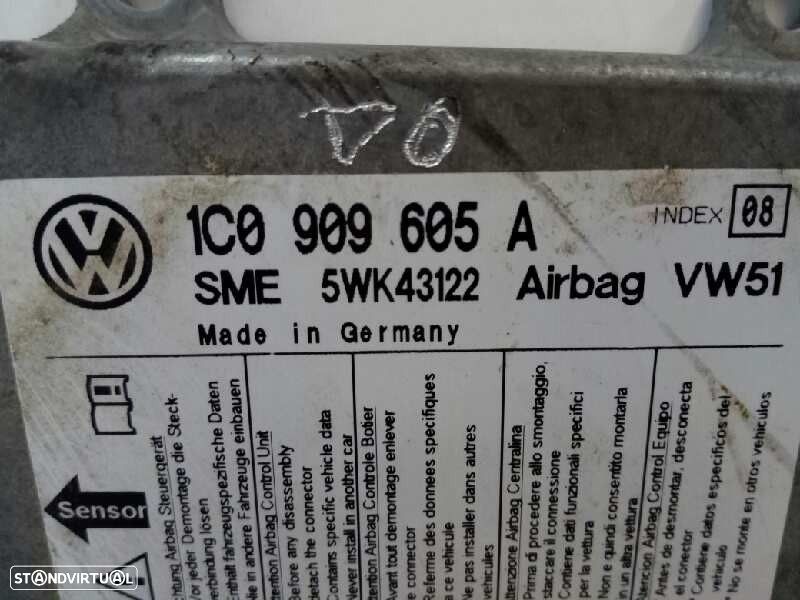 VO
VW
1C0 909 605 A
INDEX 08
SME 5WK43122 Airbag VW51
Made in Germany
Sensor
Achtung Airbag Steuergerät
Vor jeder Demontage die Steck-
verbindung lösen
Enthält fahrzeugspezifische Daten
Nie in andere Fahrzeuge einbauen
Attention Airbag Control Unit
Before any disassembly
detach the connector
Contains specific vehicle data
Never install in another car
Attention Airbag Controle Botier
Avant tout demontage enlever
le connecteur
Referme des donnees specifiques
a ce vehicule
Ne pas installer dans autres
vehicules
Attenzione Airbag Centralina
Prima di procedere allo smontaggio,
staccare il connessione
Contiene dati funzionali specifici
per la vettura
Non e quindi consentito montarla
in un altra vettura
Atencion Airbag Control Equipo
Antes de desmontar, desconecta
el conector
Contiene datos especificos del
vehiculo
No se monte en otros vehiculos
STANDVIRTUAL